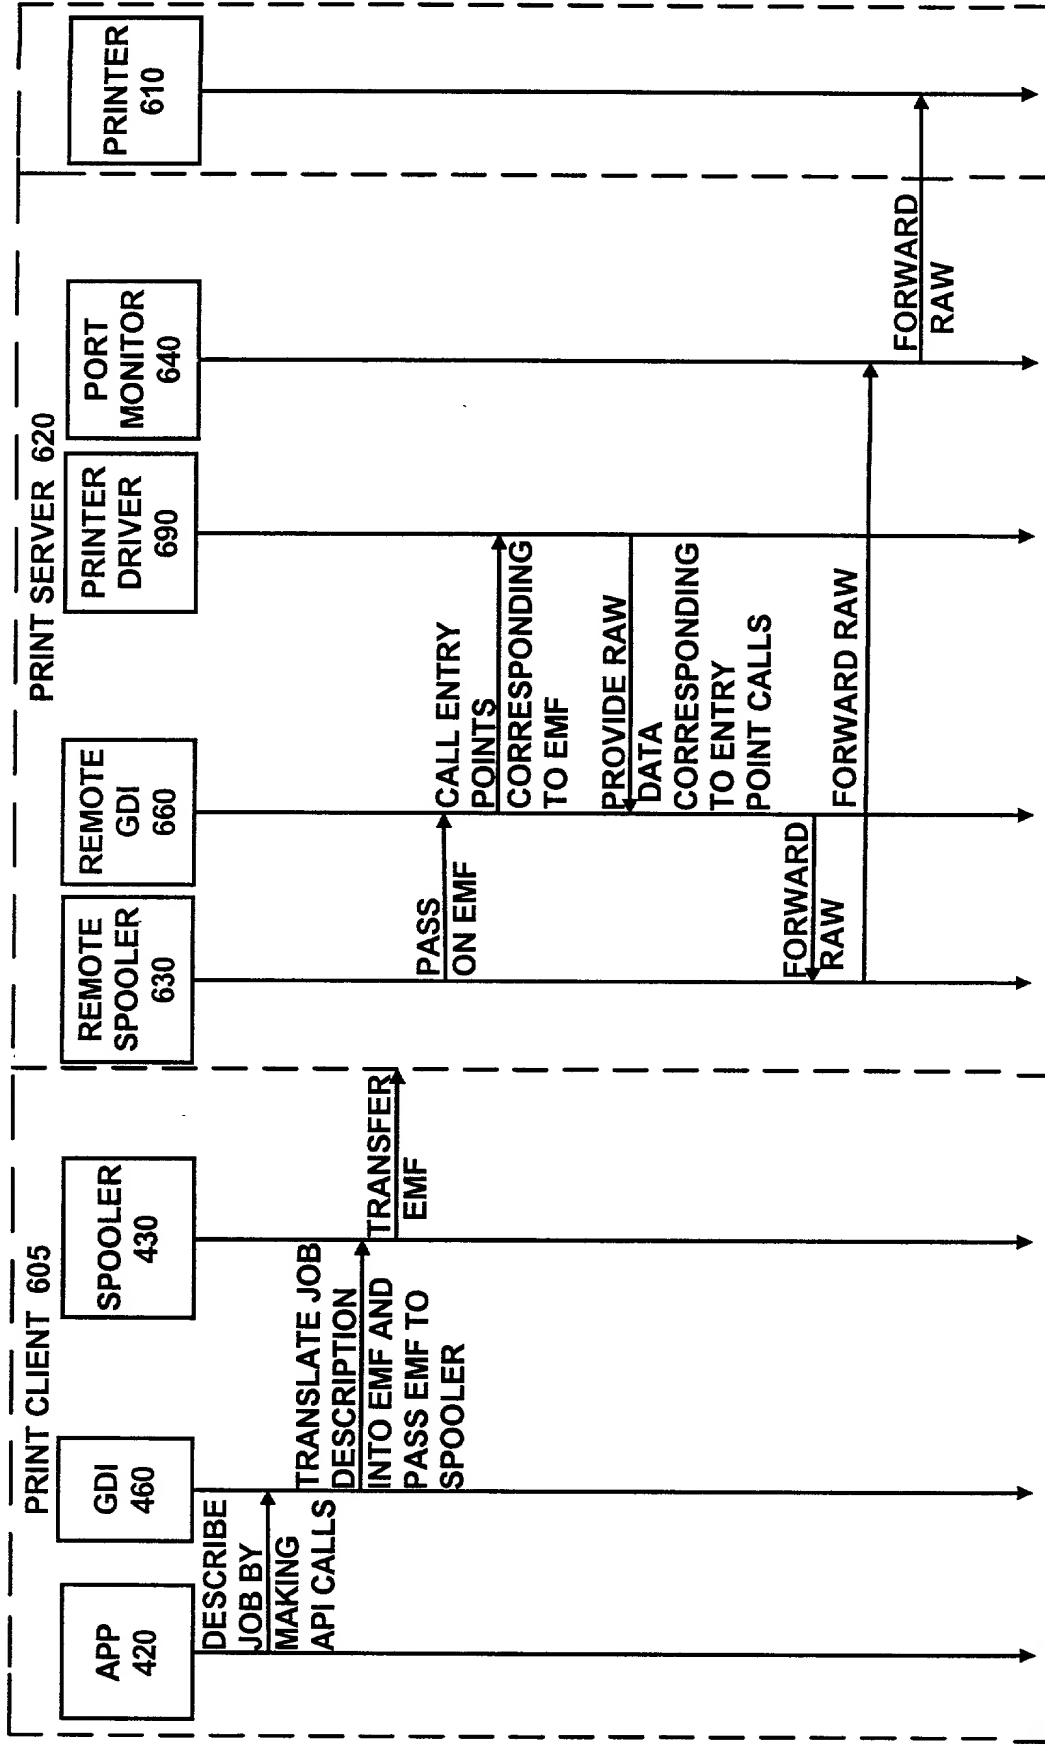 PRINT CLIENT 605
PRINT SERVER 620
APP
420
GDI
460
SPOOLER
430
REMOTE
SPOOLER
630
REMOTE
GDI
660
PRINTER
DRIVER
690
PORT
MONITOR
640
PRINTER
610
DESCRIBE
JOB BY
MAKING
API CALLS
TRANSLATE JOB
DESCRIPTION
INTO EMF AND
PASS EMF TO
SPOOLER
TRANSFER
EMF
PASS
ON EMF
CALL ENTRY
POINTS
CORRESPONDING
TO EMF
PROVIDE RAW
DATA
CORRESPONDING
TO ENTRY
POINT CALLS
FORWARD
RAW
FORWARD RAW
FORWARD
RAW